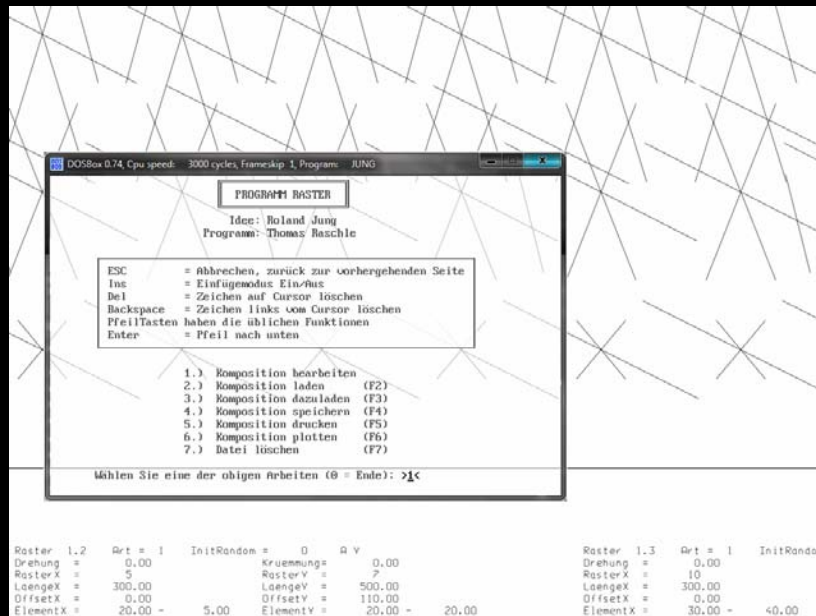 DOSBox 0.74, Cpu speed: 3000 cycles, Frameskip 1, Program: JUNG
PROGRAMM RASTER
Idee: Roland Jung
Programm: Thomas Raschle
ESC = Abbrechen, zurück zur vorhergehenden Seite
Ins = Einfügemodus Ein/Aus
Del = Zeichen auf Cursor löschen
Backspace = Zeichen links vom Cursor löschen
PfeilTasten haben die üblichen Funktionen
Enter = Pfeil nach unten
1.) Komposition bearbeiten
2.) Komposition laden (F2)
3.) Komposition dazuladen (F3)
4.) Komposition speichern (F4)
5.) Komposition drucken (F5)
6.) Komposition plotten (F6)
7.) Datei löschen (F7)
Wählen Sie eine der obigen Arbeiten (0 = Ende): >1<
Raster 1.2 Art = 1 InitRandom = 0 A Y Raster 1.3 Art = 1 InitRando
Drehung = 0.00 Kruemmung= 0.00 Drehung = 0.00
RasterX = 5 RasterY = 7 RasterX = 10
LaengeX = 300.00 LaengeY = 500.00 LaengeX = 300.00
OffsetX = 0.00 OffsetY = 110.00 OffsetX = 0.00
ElementX = 20.00 - 5.00 ElementY = 20.00 - 20.00 ElementX = 30.00 - 40.00